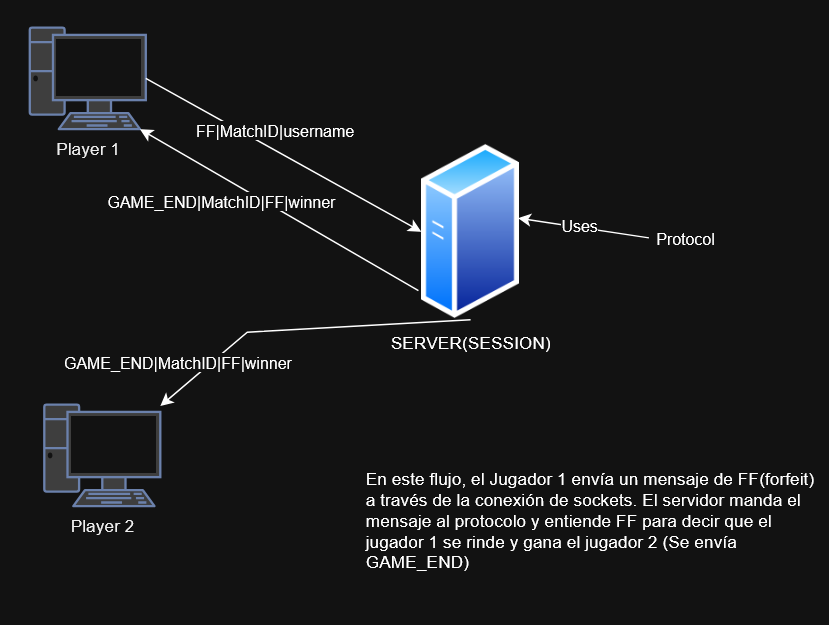 FF|MatchID|username
Player 1
GAME_END|MatchID|FF|winner
Uses
Protocol
SERVER(SESSION)
GAME_END|MatchID|FF|winner
Player 2
En este flujo, el Jugador 1 envía un mensaje de FF(forfeit)
a través de la conexión de sockets. El servidor manda el
mensaje al protocolo y entiende FF para decir que el
jugador 1 se rinde y gana el jugador 2 (Se envía
GAME_END)